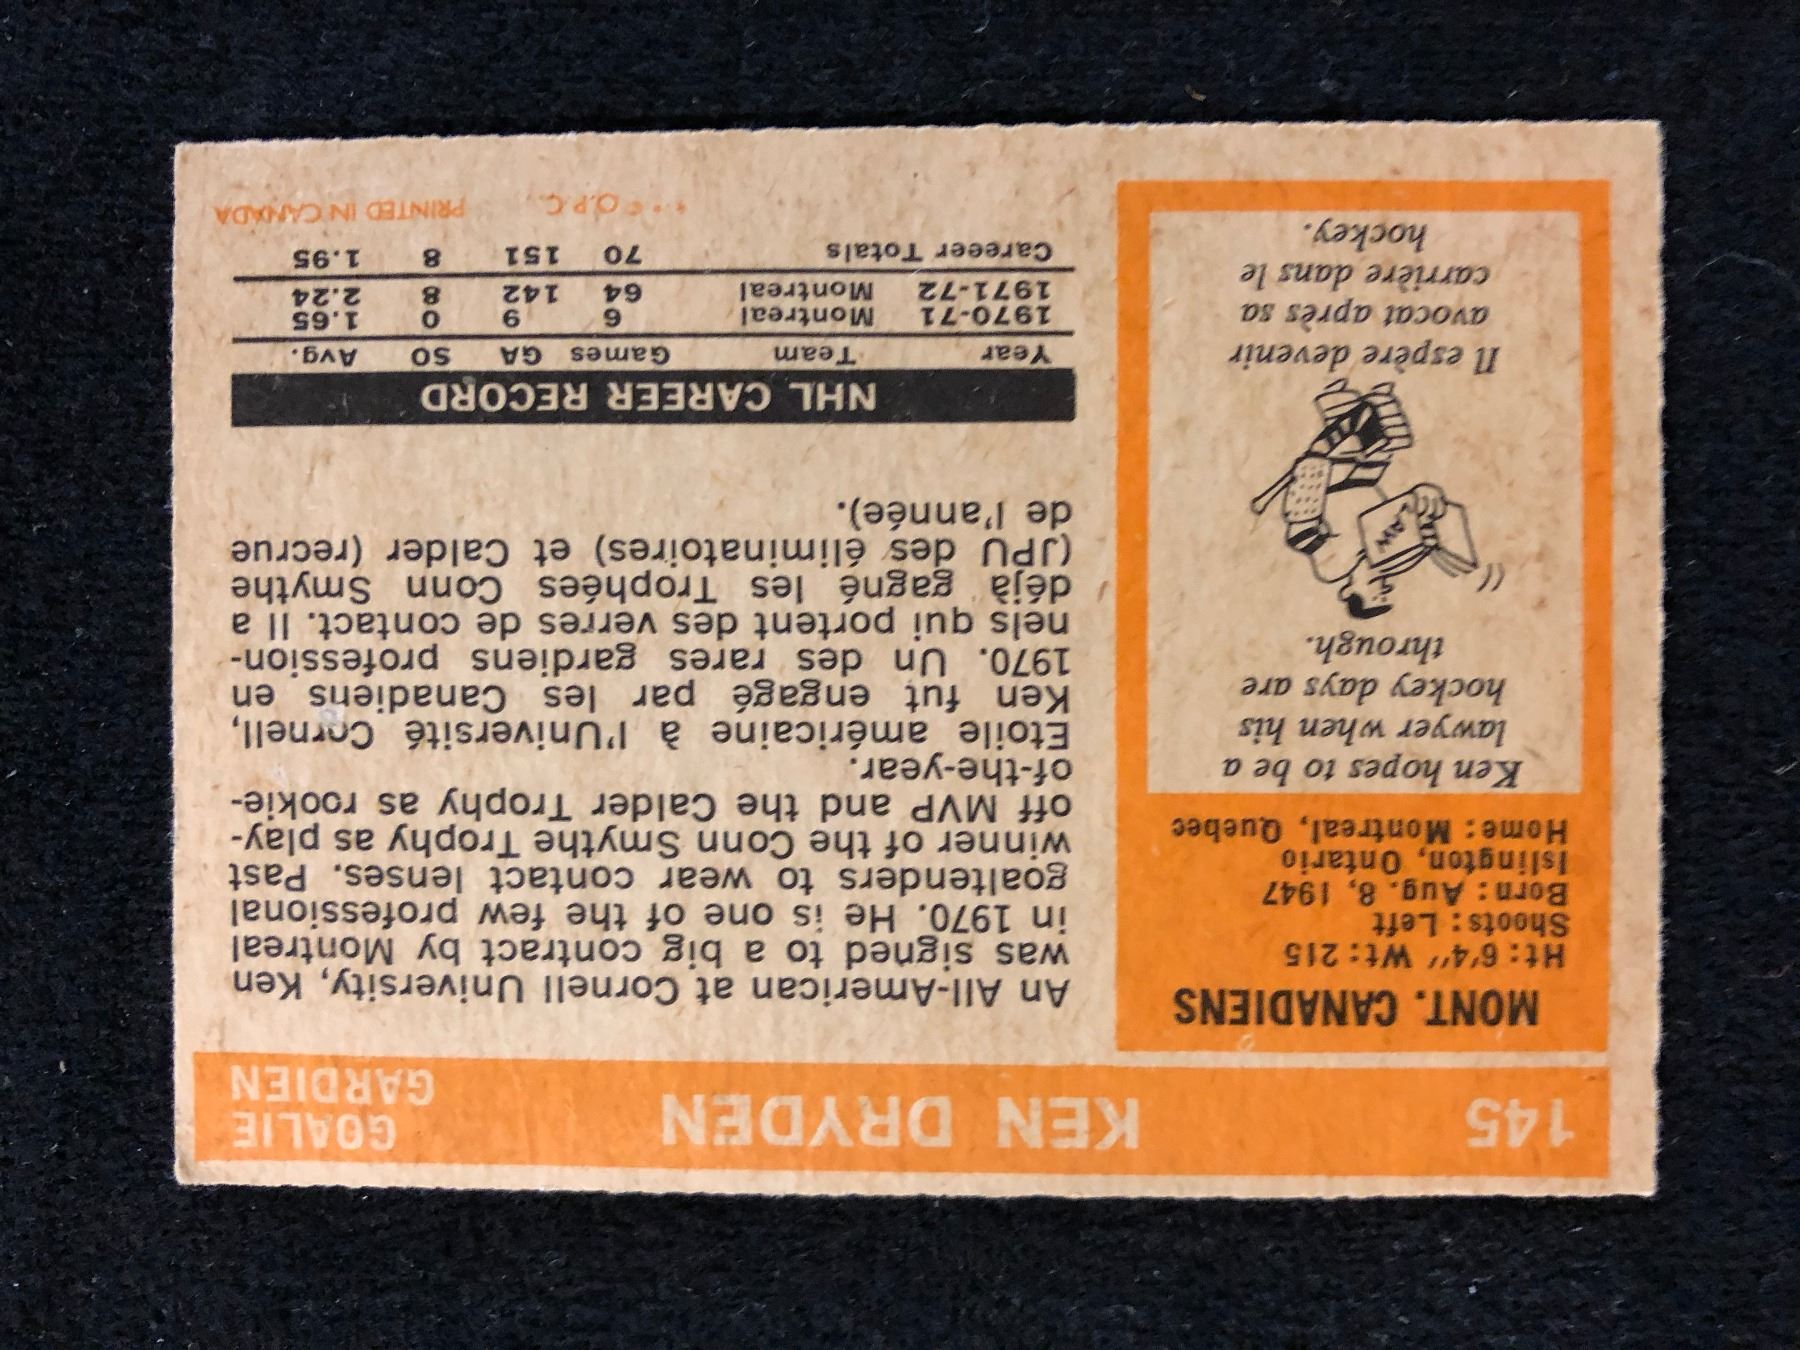 145 KEN DRYDEN GOALIE
GARDIEN
MONT. CANADIENS
Ht: 6'4" Wt: 215
Shoots: Left
Born: Aug. 8, 1947
Islington, Ontario
Home: Montreal, Quebec
Ken hopes to be a
lawyer when his
hockey days are
through.
LAW
Il espère devenir
avocat après sa
carrière dans le
hockey.
An All-American at Cornell University, Ken
was signed to a big contract by Montreal
in 1970. He is one of the few professional
goaltenders to wear contact lenses. Past
winner of the Conn Smythe Trophy as play-
off MVP and the Calder Trophy as rookie-
of-the-year.
Etoile américaine à l'Université Cornell,
Ken fut engagé par les Canadiens en
1970. Un des rares gardiens profession-
nels qui portent des verres de contact. Il a
déjà gagné les Trophées Conn Smythe
(JPU des éliminatoires) et Calder (recrue
de l'année).
NHL CAREER RECORD
Year Team Games GA SO Avg.
1970-71 Montreal 6 9 0 1.65
1971-72 Montreal 64 142 8 2.24
Careeer Totals 70 151 8 1.95
O.P.C. PRINTED IN CANADA